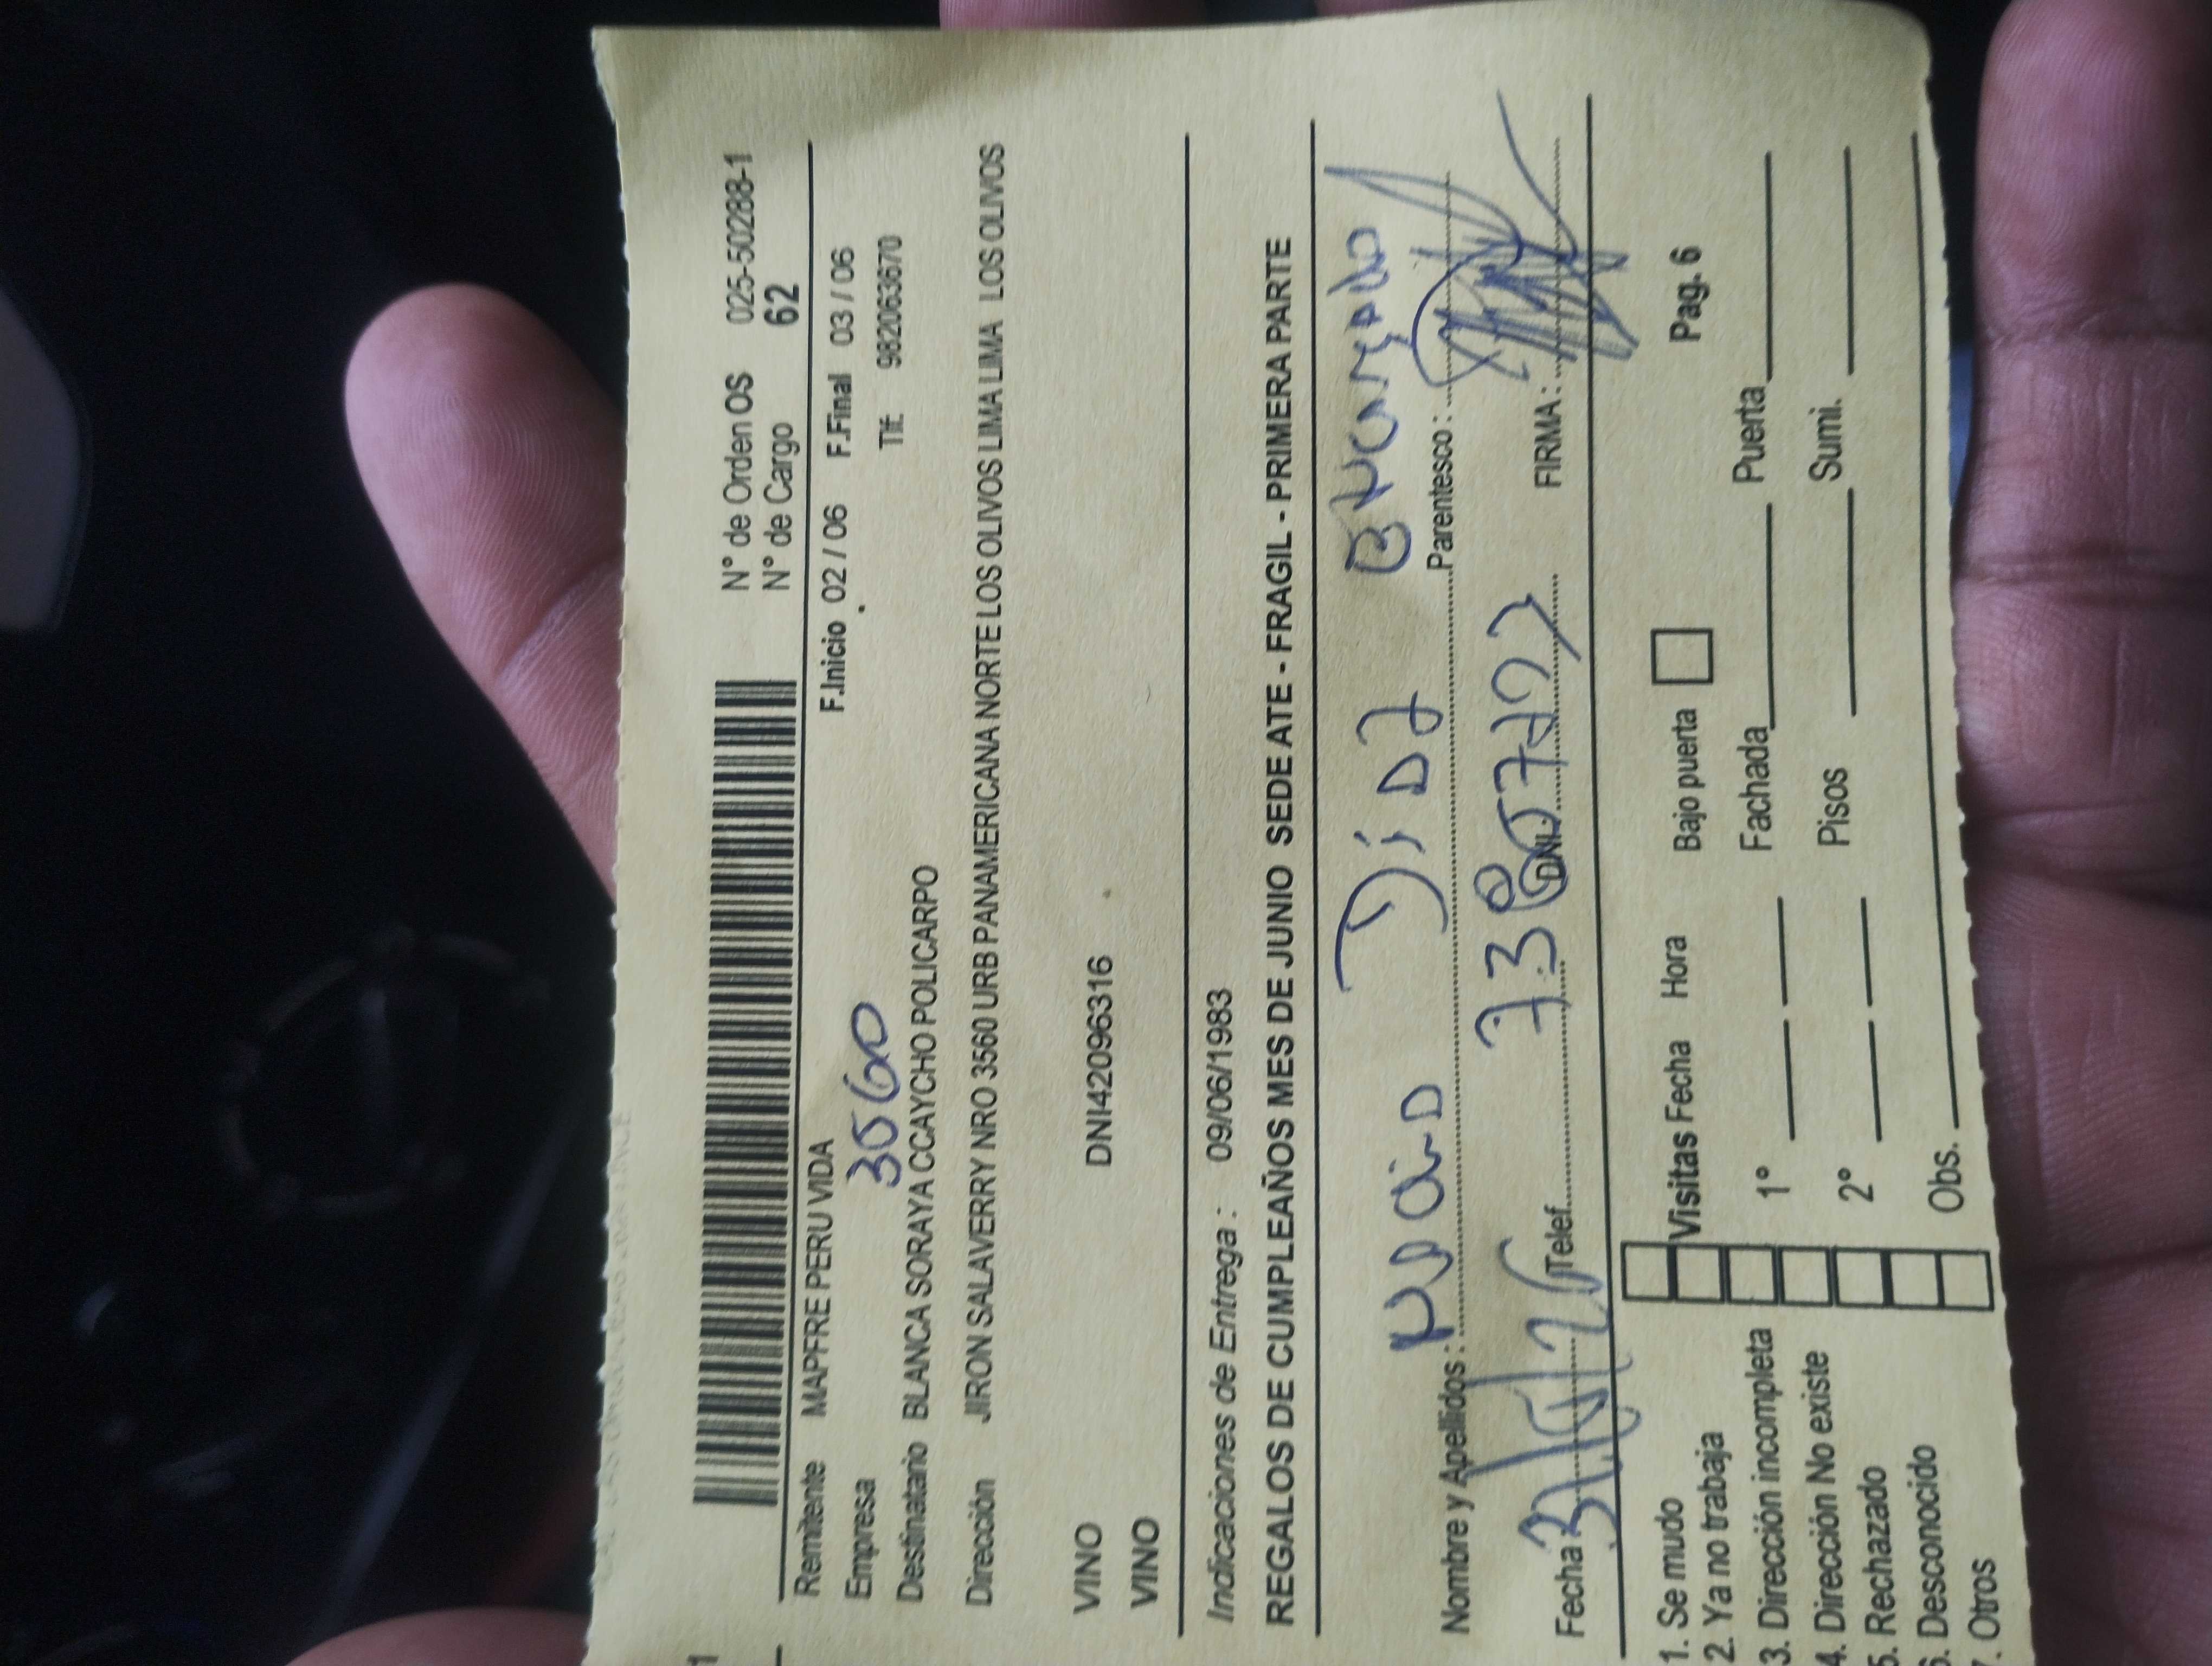 1
N° de Orden OS 025-50288-1
N° de Cargo 62
Remitente MAPFRE PERU VIDA F.Inicio 02 / 06 F.Final 03 / 06
Empresa 3560 Tlf. 98206363670
Destinatario BLANCA SORAYA CCAYCHO POLICARPO
Dirección JIRON SALAVERRY NRO 3560 URB PANAMERICANA NORTE LOS OLIVOS LIMA LIMA LOS OLIVOS
VINO DNI42096316
VINO
Indicaciones de Entrega : 09/06/1983
REGALOS DE CUMPLEAÑOS MES DE JUNIO SEDE ATE - FRAGIL - PRIMERA PARTE
Nombre y Apellidos : Parentesco :
Fecha Telef. DNI FIRMA :
1. Se mudo Visitas Fecha Hora Bajo puerta Pag. 6
2. Ya no trabaja
3. Dirección incompleta 1° Fachada Puerta
4. Dirección No existe 2° Pisos Sumi.
5. Rechazado
6. Desconocido Obs.
7. Otros